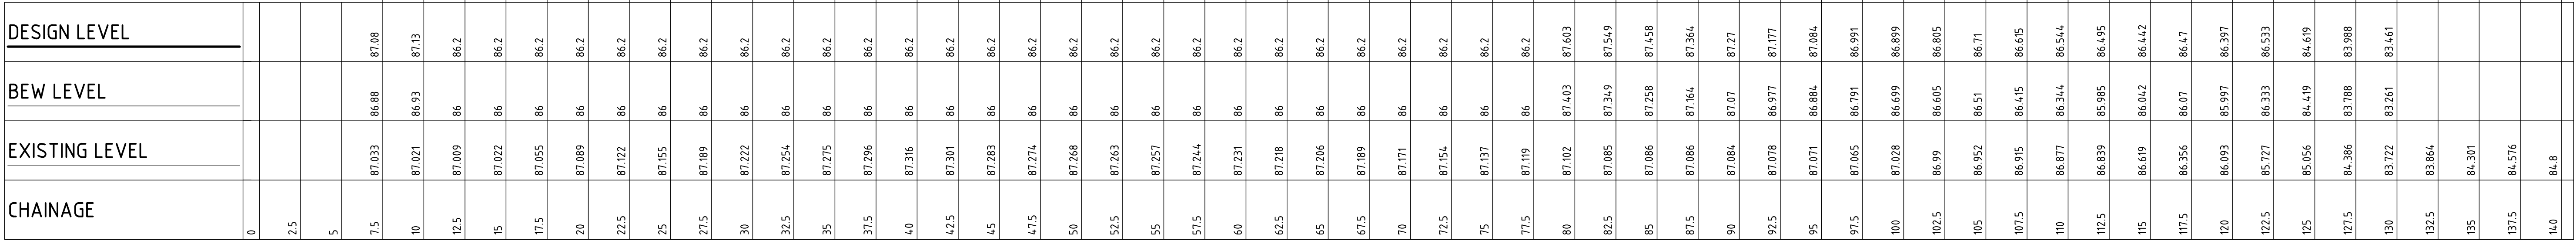 DESIGN LEVEL 87.08 87.13 86.2 86.2 86.2 86.2 86.2 86.2 86.2 86.2 86.2 86.2 86.2 86.2 86.2 86.2 86.2 86.2 86.2 86.2 86.2 86.2 86.2 86.2 86.2 86.2 86.2 86.2 86.2 87.603 87.549 87.458 87.364 87.27 87.177 87.084 86.991 86.899 86.805 86.71 86.615 86.544 86.495 86.442 86.47 86.397 86.533 84.619 83.988 83.461
BEW LEVEL 86.88 86.93 86 86 86 86 86 86 86 86 86 86 86 86 86 86 86 86 86 86 86 86 86 86 86 86 86 86 86 87.403 87.349 87.258 87.164 87.07 86.977 86.884 86.791 86.699 86.605 86.51 86.415 86.344 85.985 86.042 86.07 85.997 86.333 84.419 83.788 83.261
EXISTING LEVEL 87.033 87.021 87.009 87.022 87.055 87.089 87.122 87.155 87.189 87.222 87.254 87.275 87.296 87.316 87.301 87.283 87.274 87.268 87.263 87.257 87.244 87.231 87.218 87.206 87.189 87.171 87.154 87.137 87.119 87.102 87.085 87.086 87.086 87.084 87.078 87.071 87.065 87.028 86.99 86.952 86.915 86.877 86.839 86.619 86.356 86.093 85.727 85.056 84.386 83.722 83.864 84.301 84.576 84.8
CHAINAGE 0 2.5 5 7.5 10 12.5 15 17.5 20 22.5 25 27.5 30 32.5 35 37.5 40 42.5 45 47.5 50 52.5 55 57.5 60 62.5 65 67.5 70 72.5 75 77.5 80 82.5 85 87.5 90 92.5 95 97.5 100 102.5 105 107.5 110 112.5 115 117.5 120 122.5 125 127.5 130 132.5 135 137.5 140